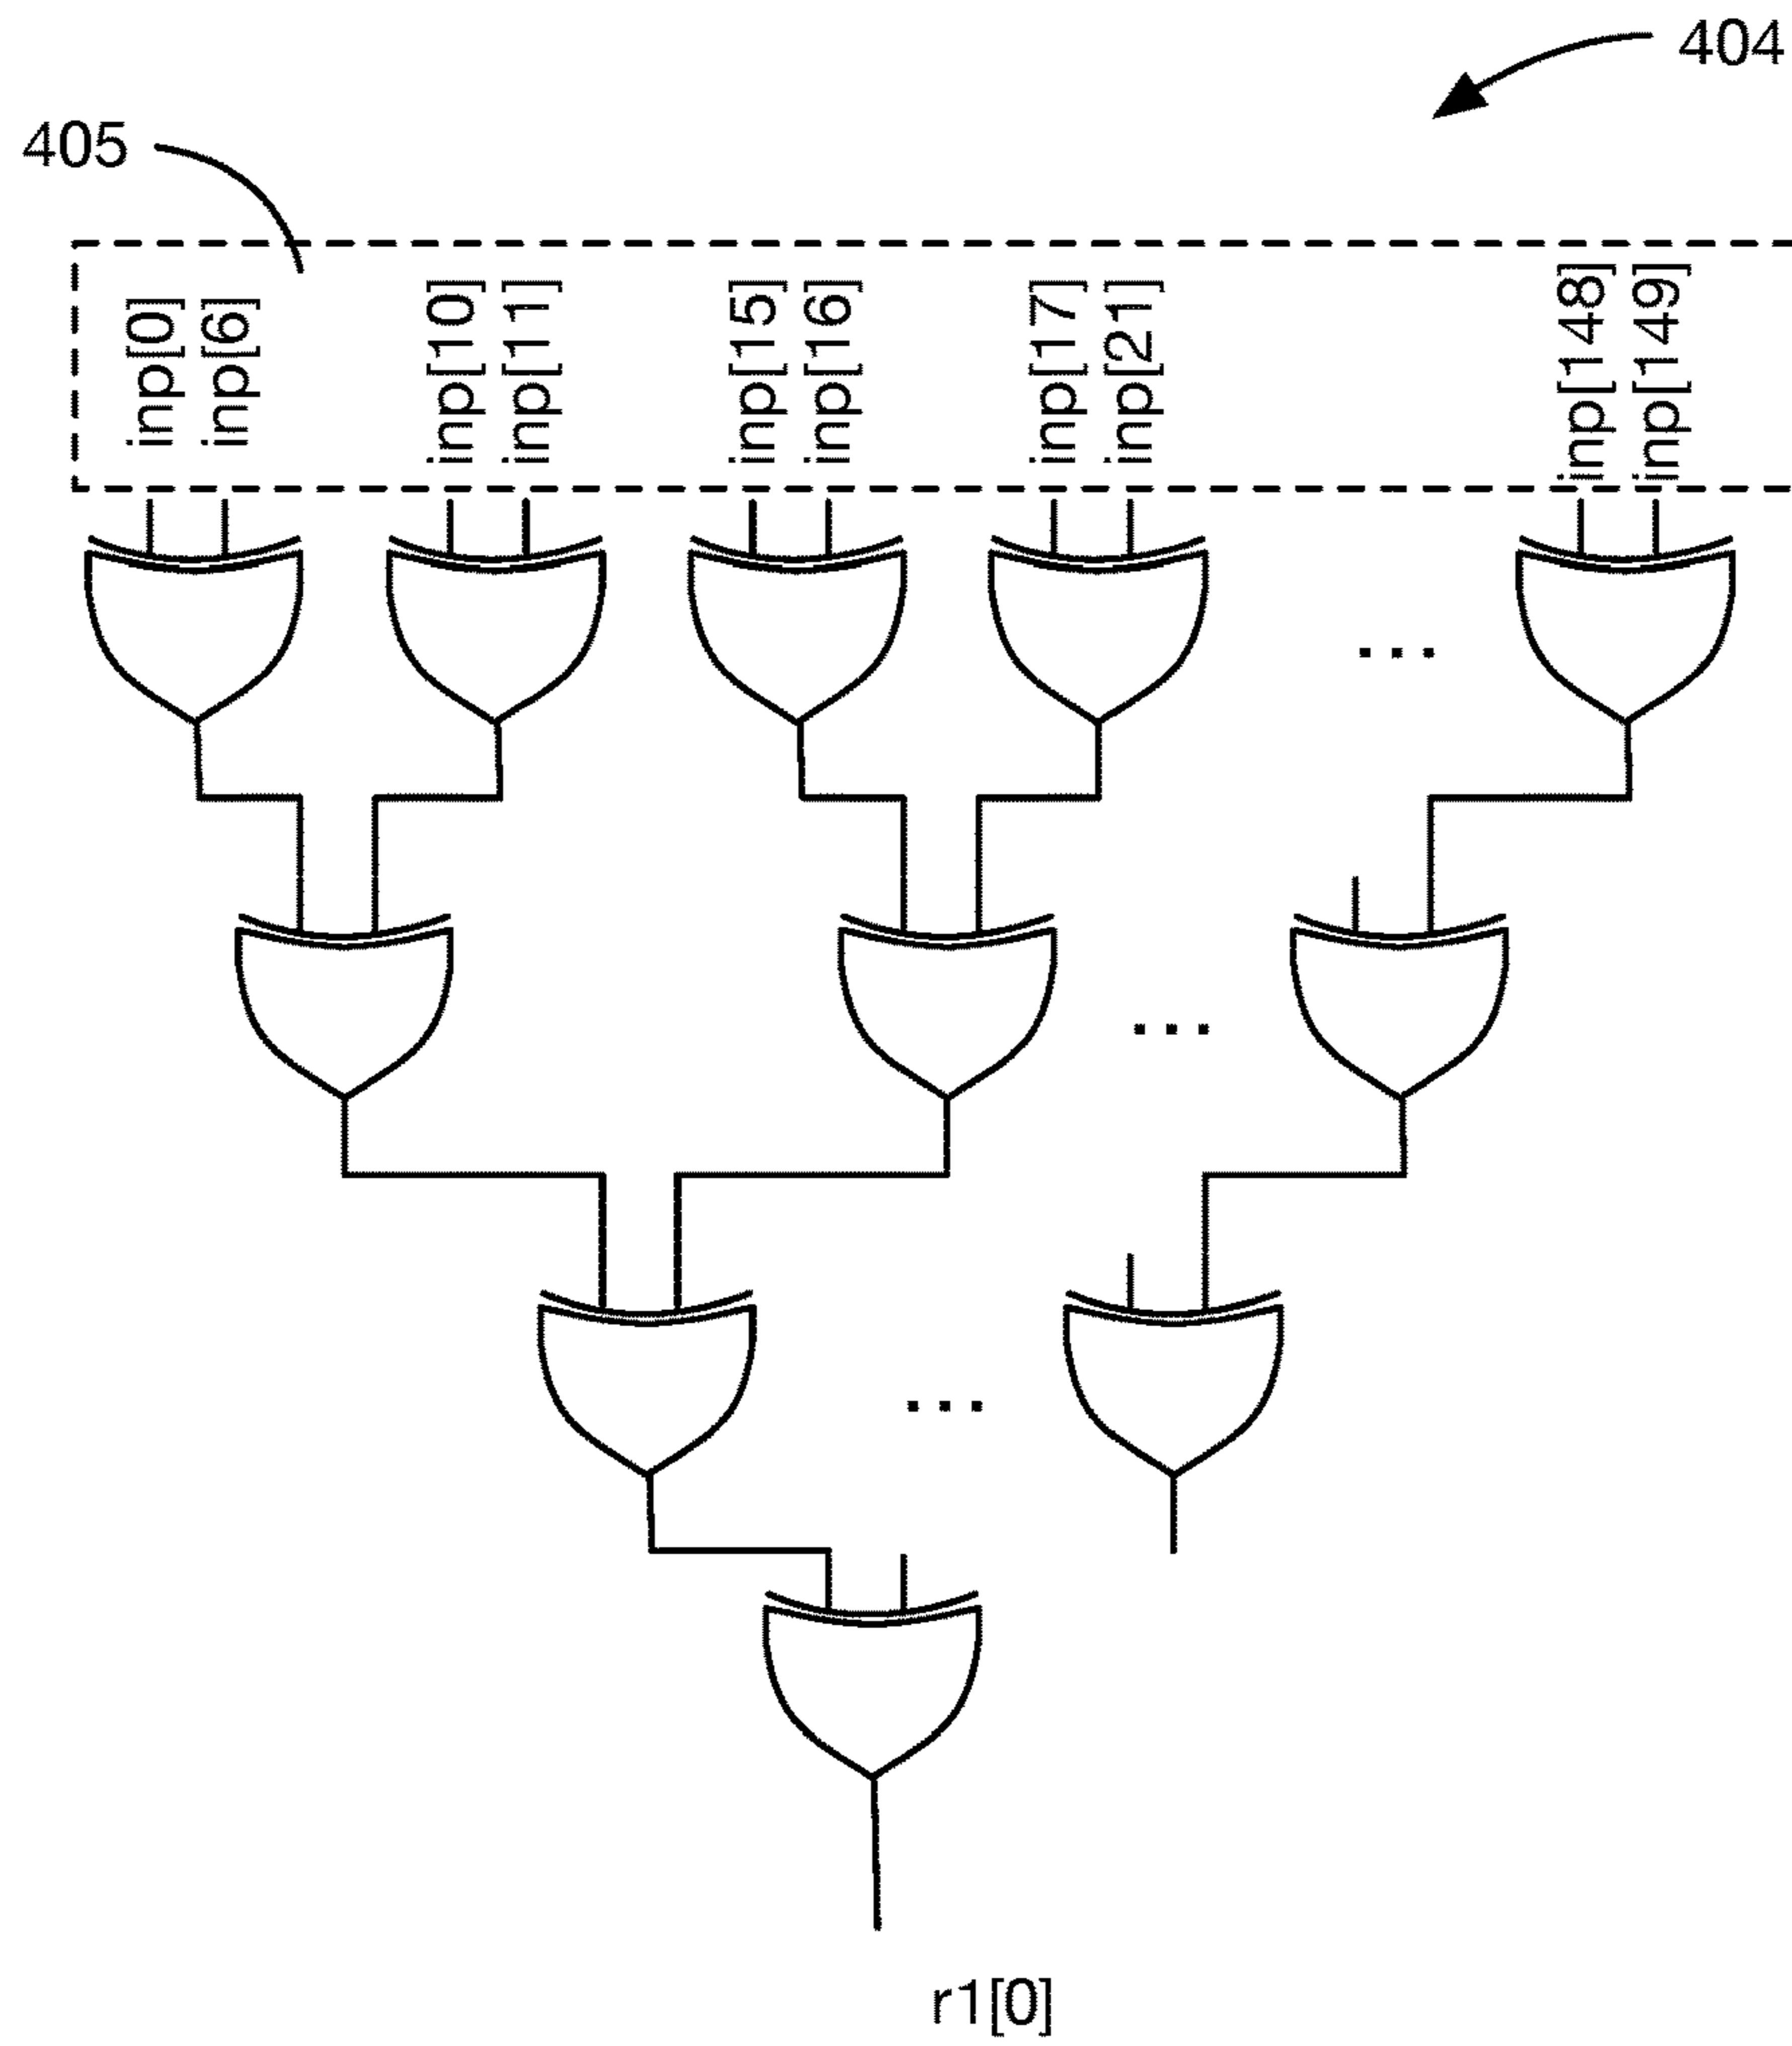 404
405
inp[0]
inp[6]
inp[10]
inp[11]
inp[15]
inp[16]
inp[17]
inp[21]
inp[148]
inp[149]
...
...
...
r1[0]